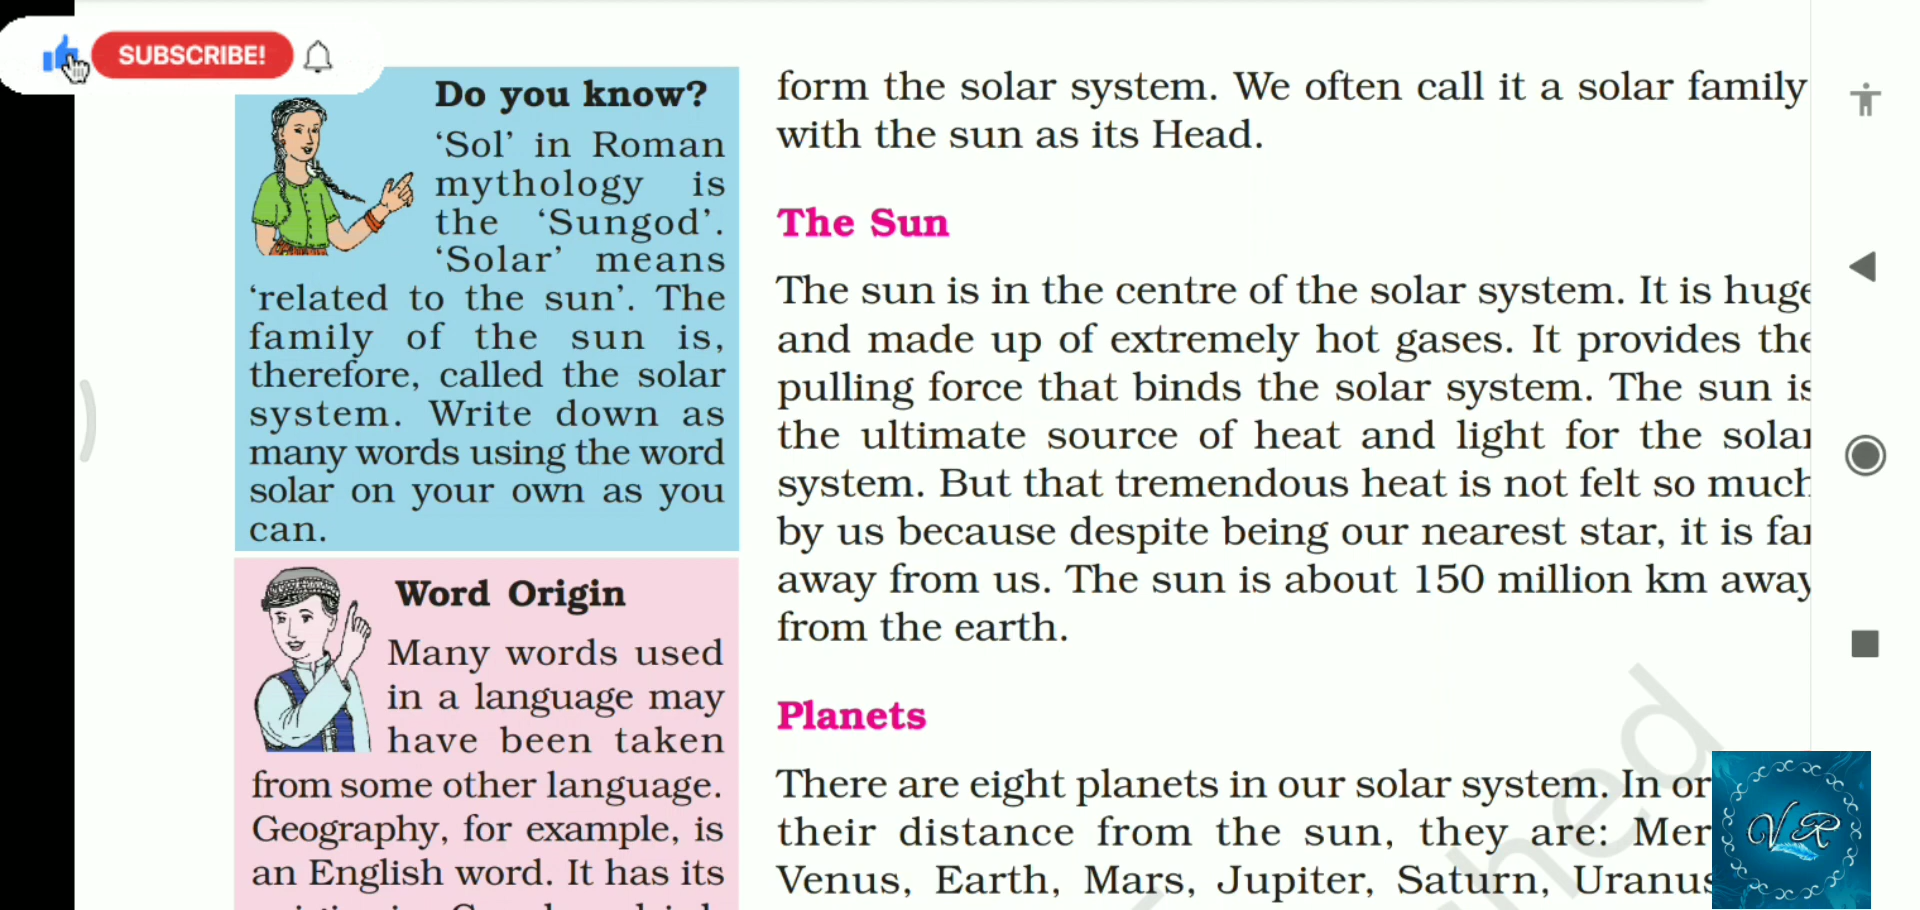 SUBSCRIBE!
Do you know?
‘Sol’ in Roman
mythology is
the ‘Sungod’.
‘Solar’ means
‘related to the sun’. The
family of the sun is,
therefore, called the solar
system. Write down as
many words using the word
solar on your own as you
can.
Word Origin
Many words used
in a language may
have been taken
from some other language.
Geography, for example, is
an English word. It has its
form the solar system. We often call it a solar family
with the sun as its Head.
The Sun
The sun is in the centre of the solar system. It is huge
and made up of extremely hot gases. It provides the
pulling force that binds the solar system. The sun is
the ultimate source of heat and light for the solar
system. But that tremendous heat is not felt so much
by us because despite being our nearest star, it is far
away from us. The sun is about 150 million km away
from the earth.
Planets
There are eight planets in our solar system. In or
their distance from the sun, they are: Mer
Venus, Earth, Mars, Jupiter, Saturn, Uranus
VR